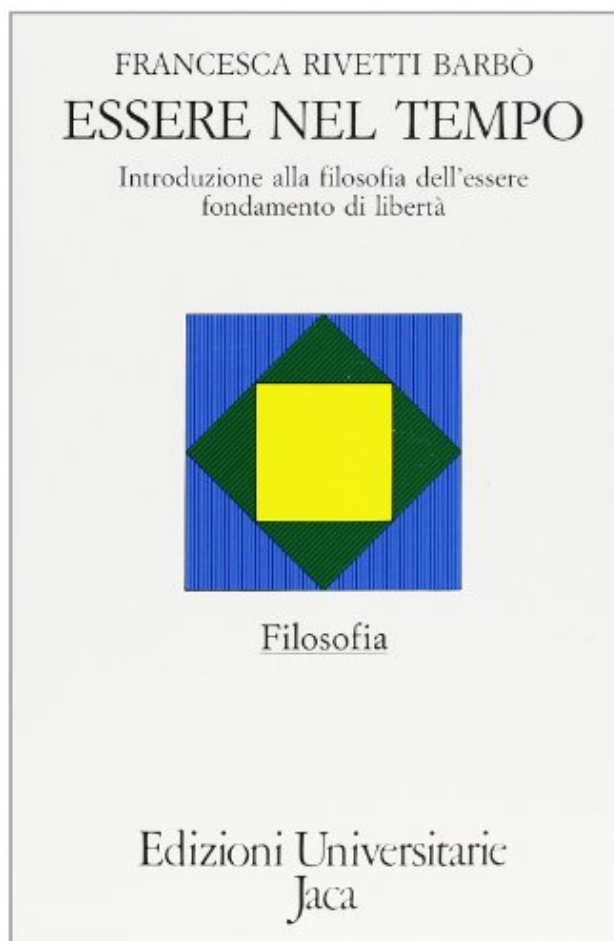 FRANCESCA RIVETTI BARBÒ
ESSERE NEL TEMPO
Introduzione alla filosofia dell'essere
fondamento di libertà
Filosofia
Edizioni Universitarie
Jaca